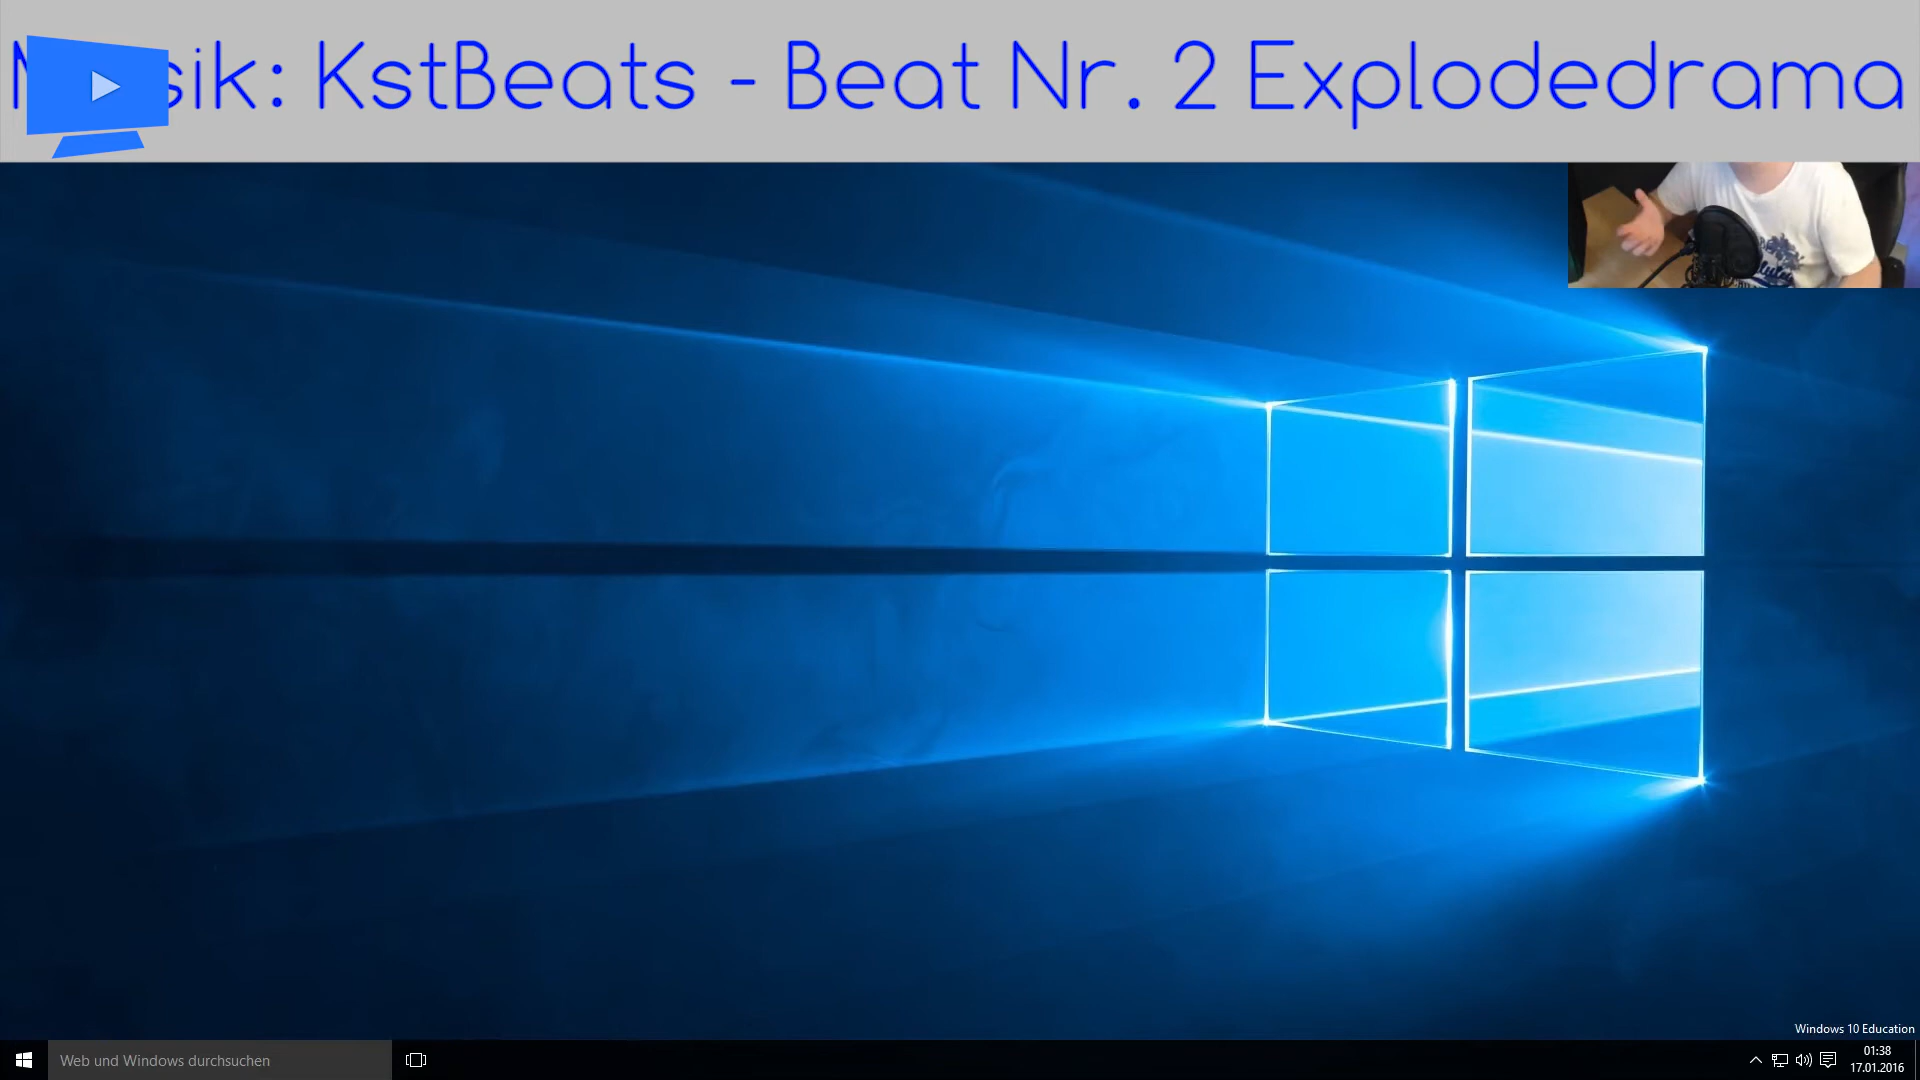 sik: KstBeats - Beat Nr. 2 Explodedrama
Windows 10 Education
Web und Windows durchsuchen
01:38
17.01.2016